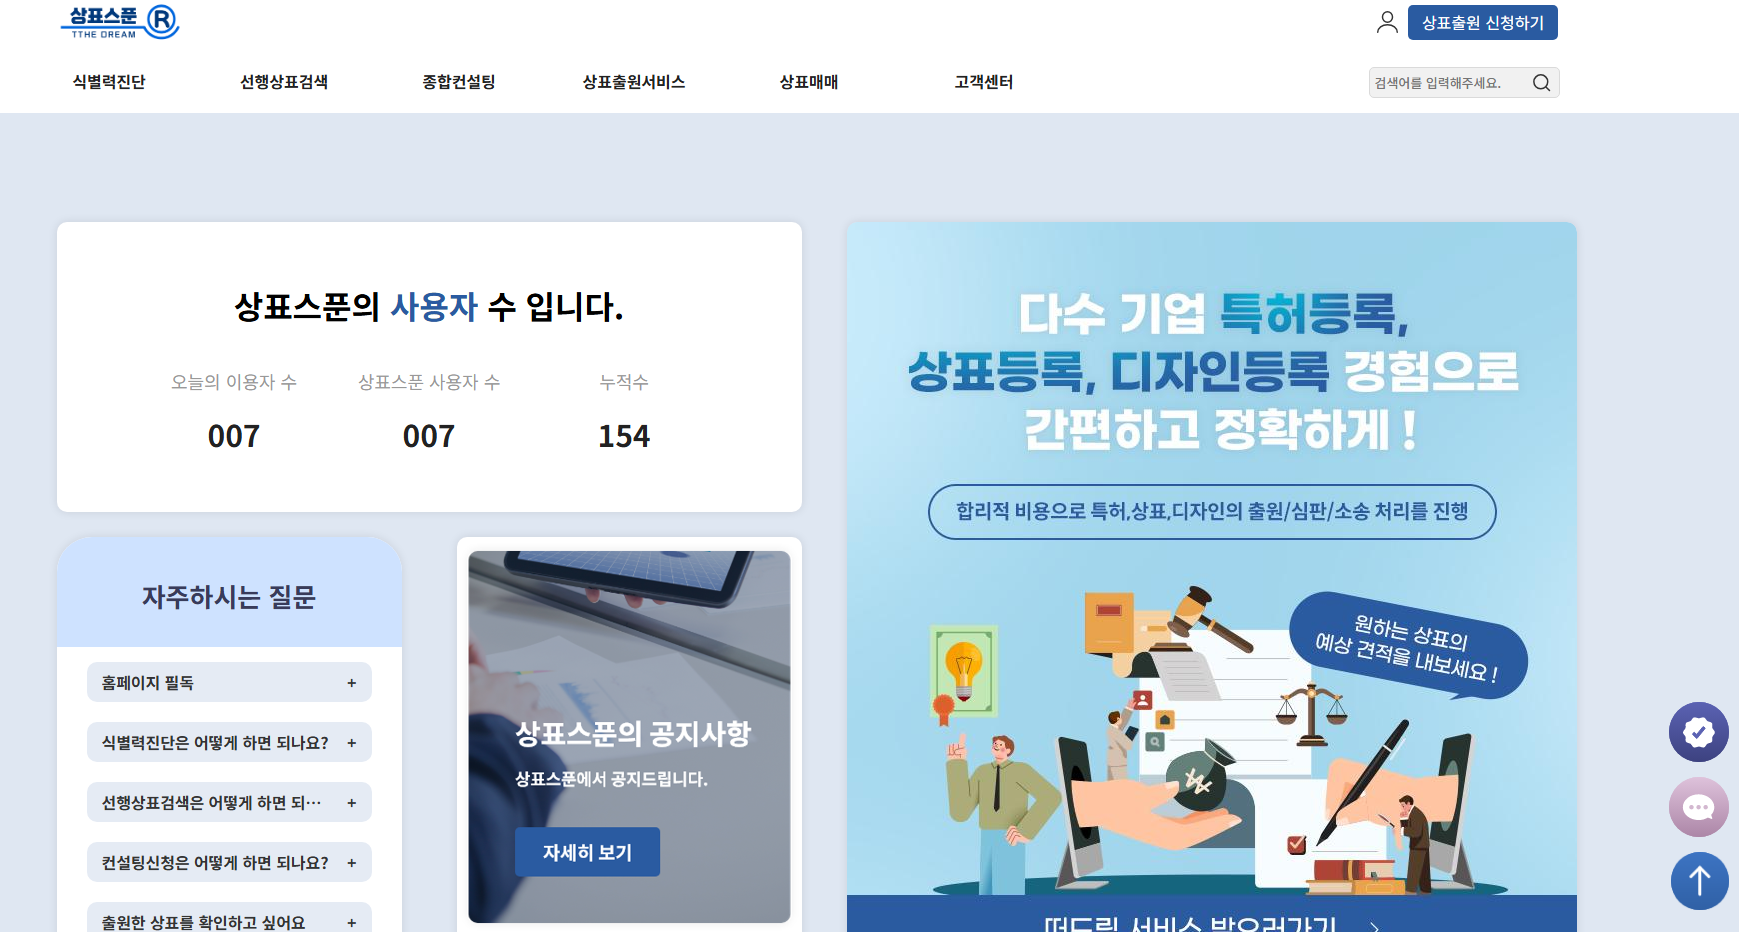 상표스푼
TTHE DREAM
R
상표출원 신청하기
식별력진단
선행상표검색
종합컨설팅
상표출원서비스
상표매매
고객센터
검색어를 입력해주세요.
상표스푼의 사용자 수 입니다.
오늘의 이용자 수
상표스푼 사용자 수
누적수
007
007
154
자주하시는 질문
홈페이지 필독 +
식별력진단은 어떻게 하면 되나요? +
선행상표검색은 어떻게 하면 되··· +
컨설팅신청은 어떻게 하면 되나요? +
출원한 상표를 확인하고 싶어요 +
상표스푼의 공지사항
상표스푼에서 공지드립니다.
자세히 보기
다수 기업 특허등록,
상표등록, 디자인등록 경험으로
간편하고 정확하게 !
합리적 비용으로 특허,상표,디자인의 출원/심판/소송 처리를 진행
원하는 상표의
예상 견적을 내보세요 !
₩
서비스 받으러가기